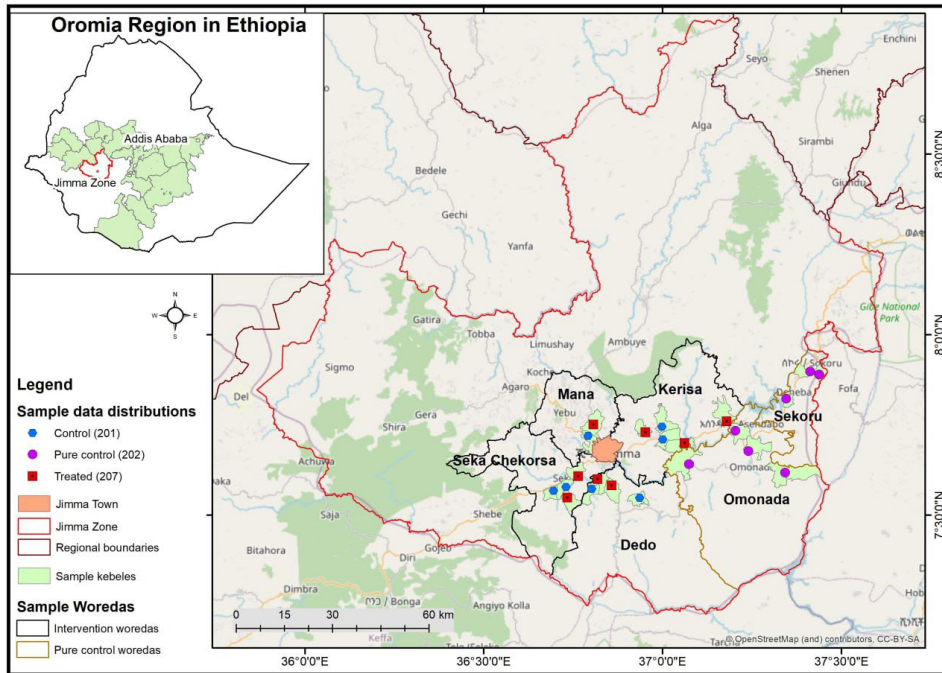 Oromia Region in Ethiopia
Addis Ababa
Jimma Zone
N
W E
S
Legend
Sample data distributions
Control (201)
Pure control (202)
Treated (207)
Jimma Town
Jimma Zone
Regional boundaries
Sample kebeles
Sample Woredas
Intervention woredas
Pure control woredas
Enchini
Seyo
Shenen
Alga
Sirambi
Giundu
Bedele
Gechi
Yanfa
Gibe National
Park
Gatira
Tobba
Limushay
Ambuye
Sigmo
Agaro
Mana
Kerisa
Yebu
Del
Gera
Shira
Fofa
Sekoru
Seka Chekorsa
Achuwa
Omonada
Saja
Shebe
Dedo
Bitahora
Diri
Gojeb
Dimbra
/ Bonga
Angiyo Kolla
Keffa
0 15 30 60 km
© OpenStreetMap (and) contributors, CC-BY-SA
8°30'0"N
8°0'0"N
7°30'0"N
36°0'0"E
36°30'0"E
37°0'0"E
37°30'0"E